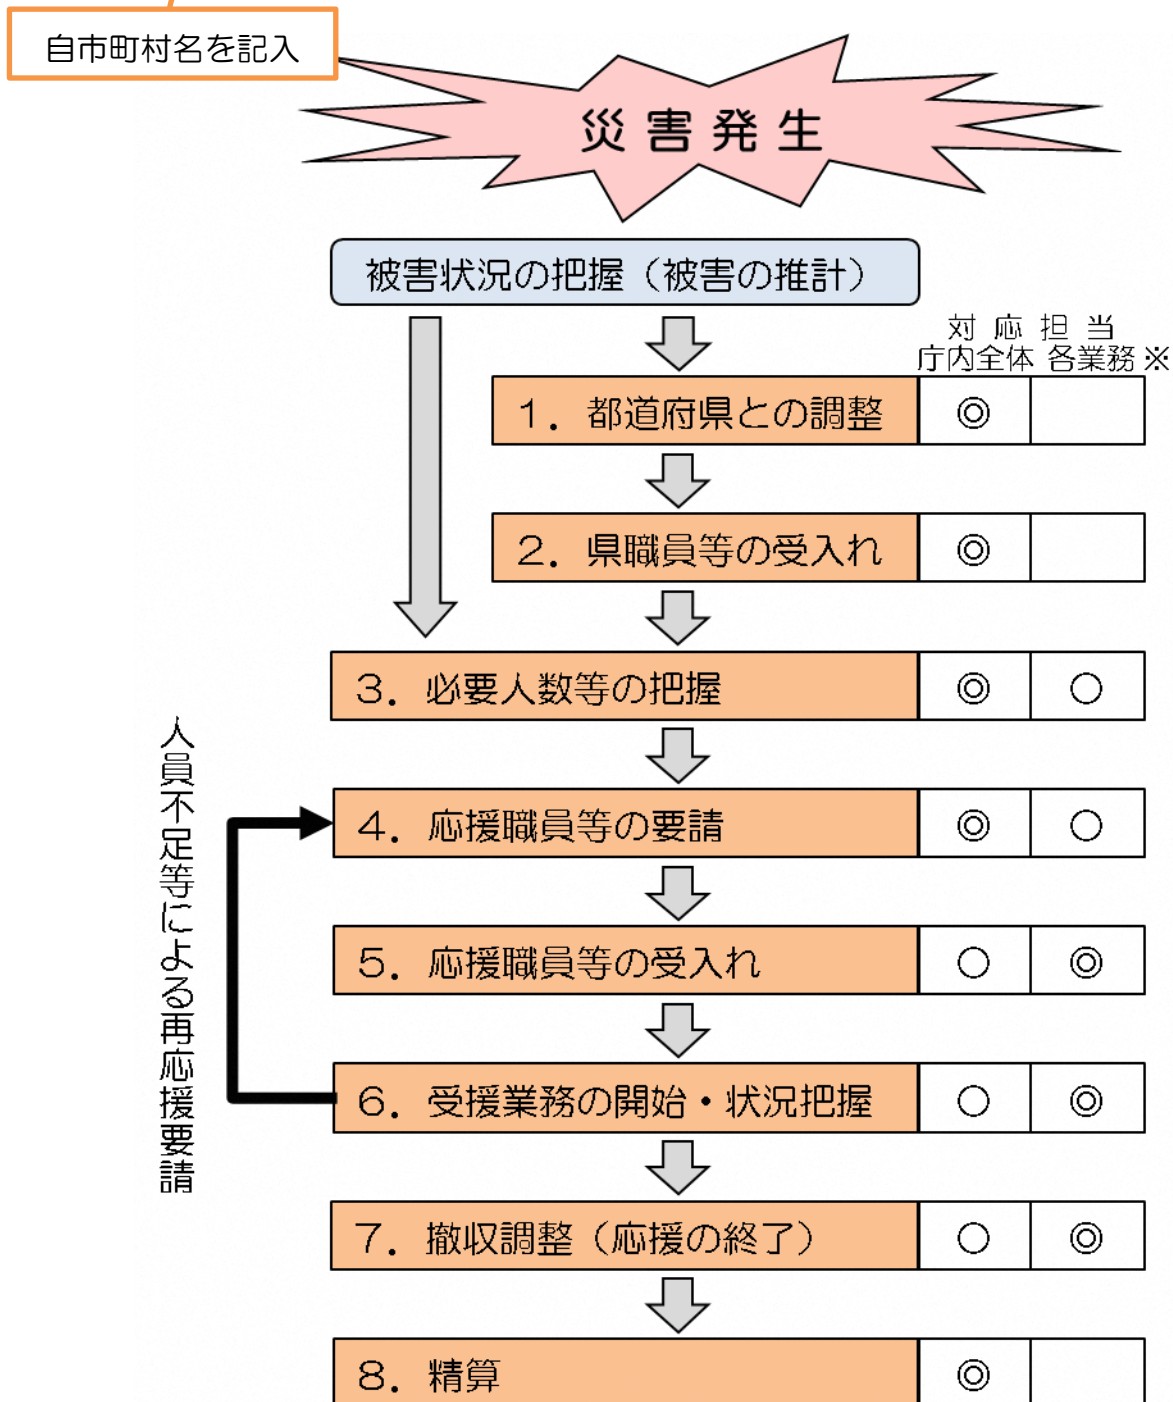 自市町村名を記入
災害発生
被害状況の把握（被害の推計）
対応担当
庁内全体 各業務※
１．都道府県との調整 ◎
２．県職員等の受入れ ◎
３．必要人数等の把握 ◎ ○
４．応援職員等の要請 ◎ ○
５．応援職員等の受入れ ○ ◎
６．受援業務の開始・状況把握 ○ ◎
７．撤収調整（応援の終了） ○ ◎
８．精算 ◎
人員不足等による再応援要請